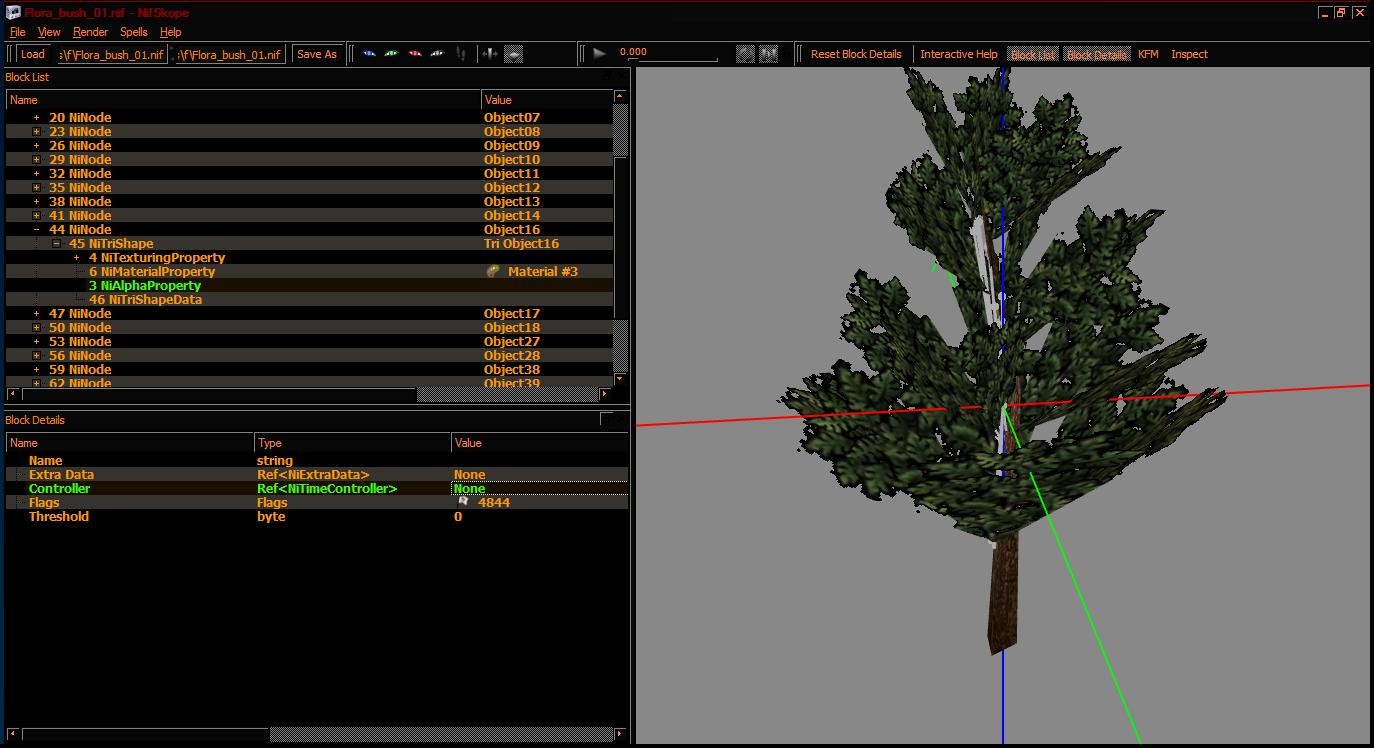 Flora_bush_01.nif - NifSkope
File View Render Spells Help
Load ;\f\Flora_bush_01.nif ;\f\Flora_bush_01.nif Save As 0.000 Reset Block Details Interactive Help Block List Block Details KFM Inspect
Block List
Name Value
20 NiNode Object07
23 NiNode Object08
26 NiNode Object09
29 NiNode Object10
32 NiNode Object11
35 NiNode Object12
38 NiNode Object13
41 NiNode Object14
44 NiNode Object16
45 NiTriShape Tri Object16
4 NiTexturingProperty
6 NiMaterialProperty Material #3
3 NiAlphaProperty
46 NiTriShapeData
47 NiNode Object17
50 NiNode Object18
53 NiNode Object27
56 NiNode Object28
59 NiNode Object38
62 NiNode Object39
Block Details
Name Type Value
Name string
Extra Data Ref<NiExtraData> None
Controller Ref<NiTimeController> None
Flags Flags 4844
Threshold byte 0